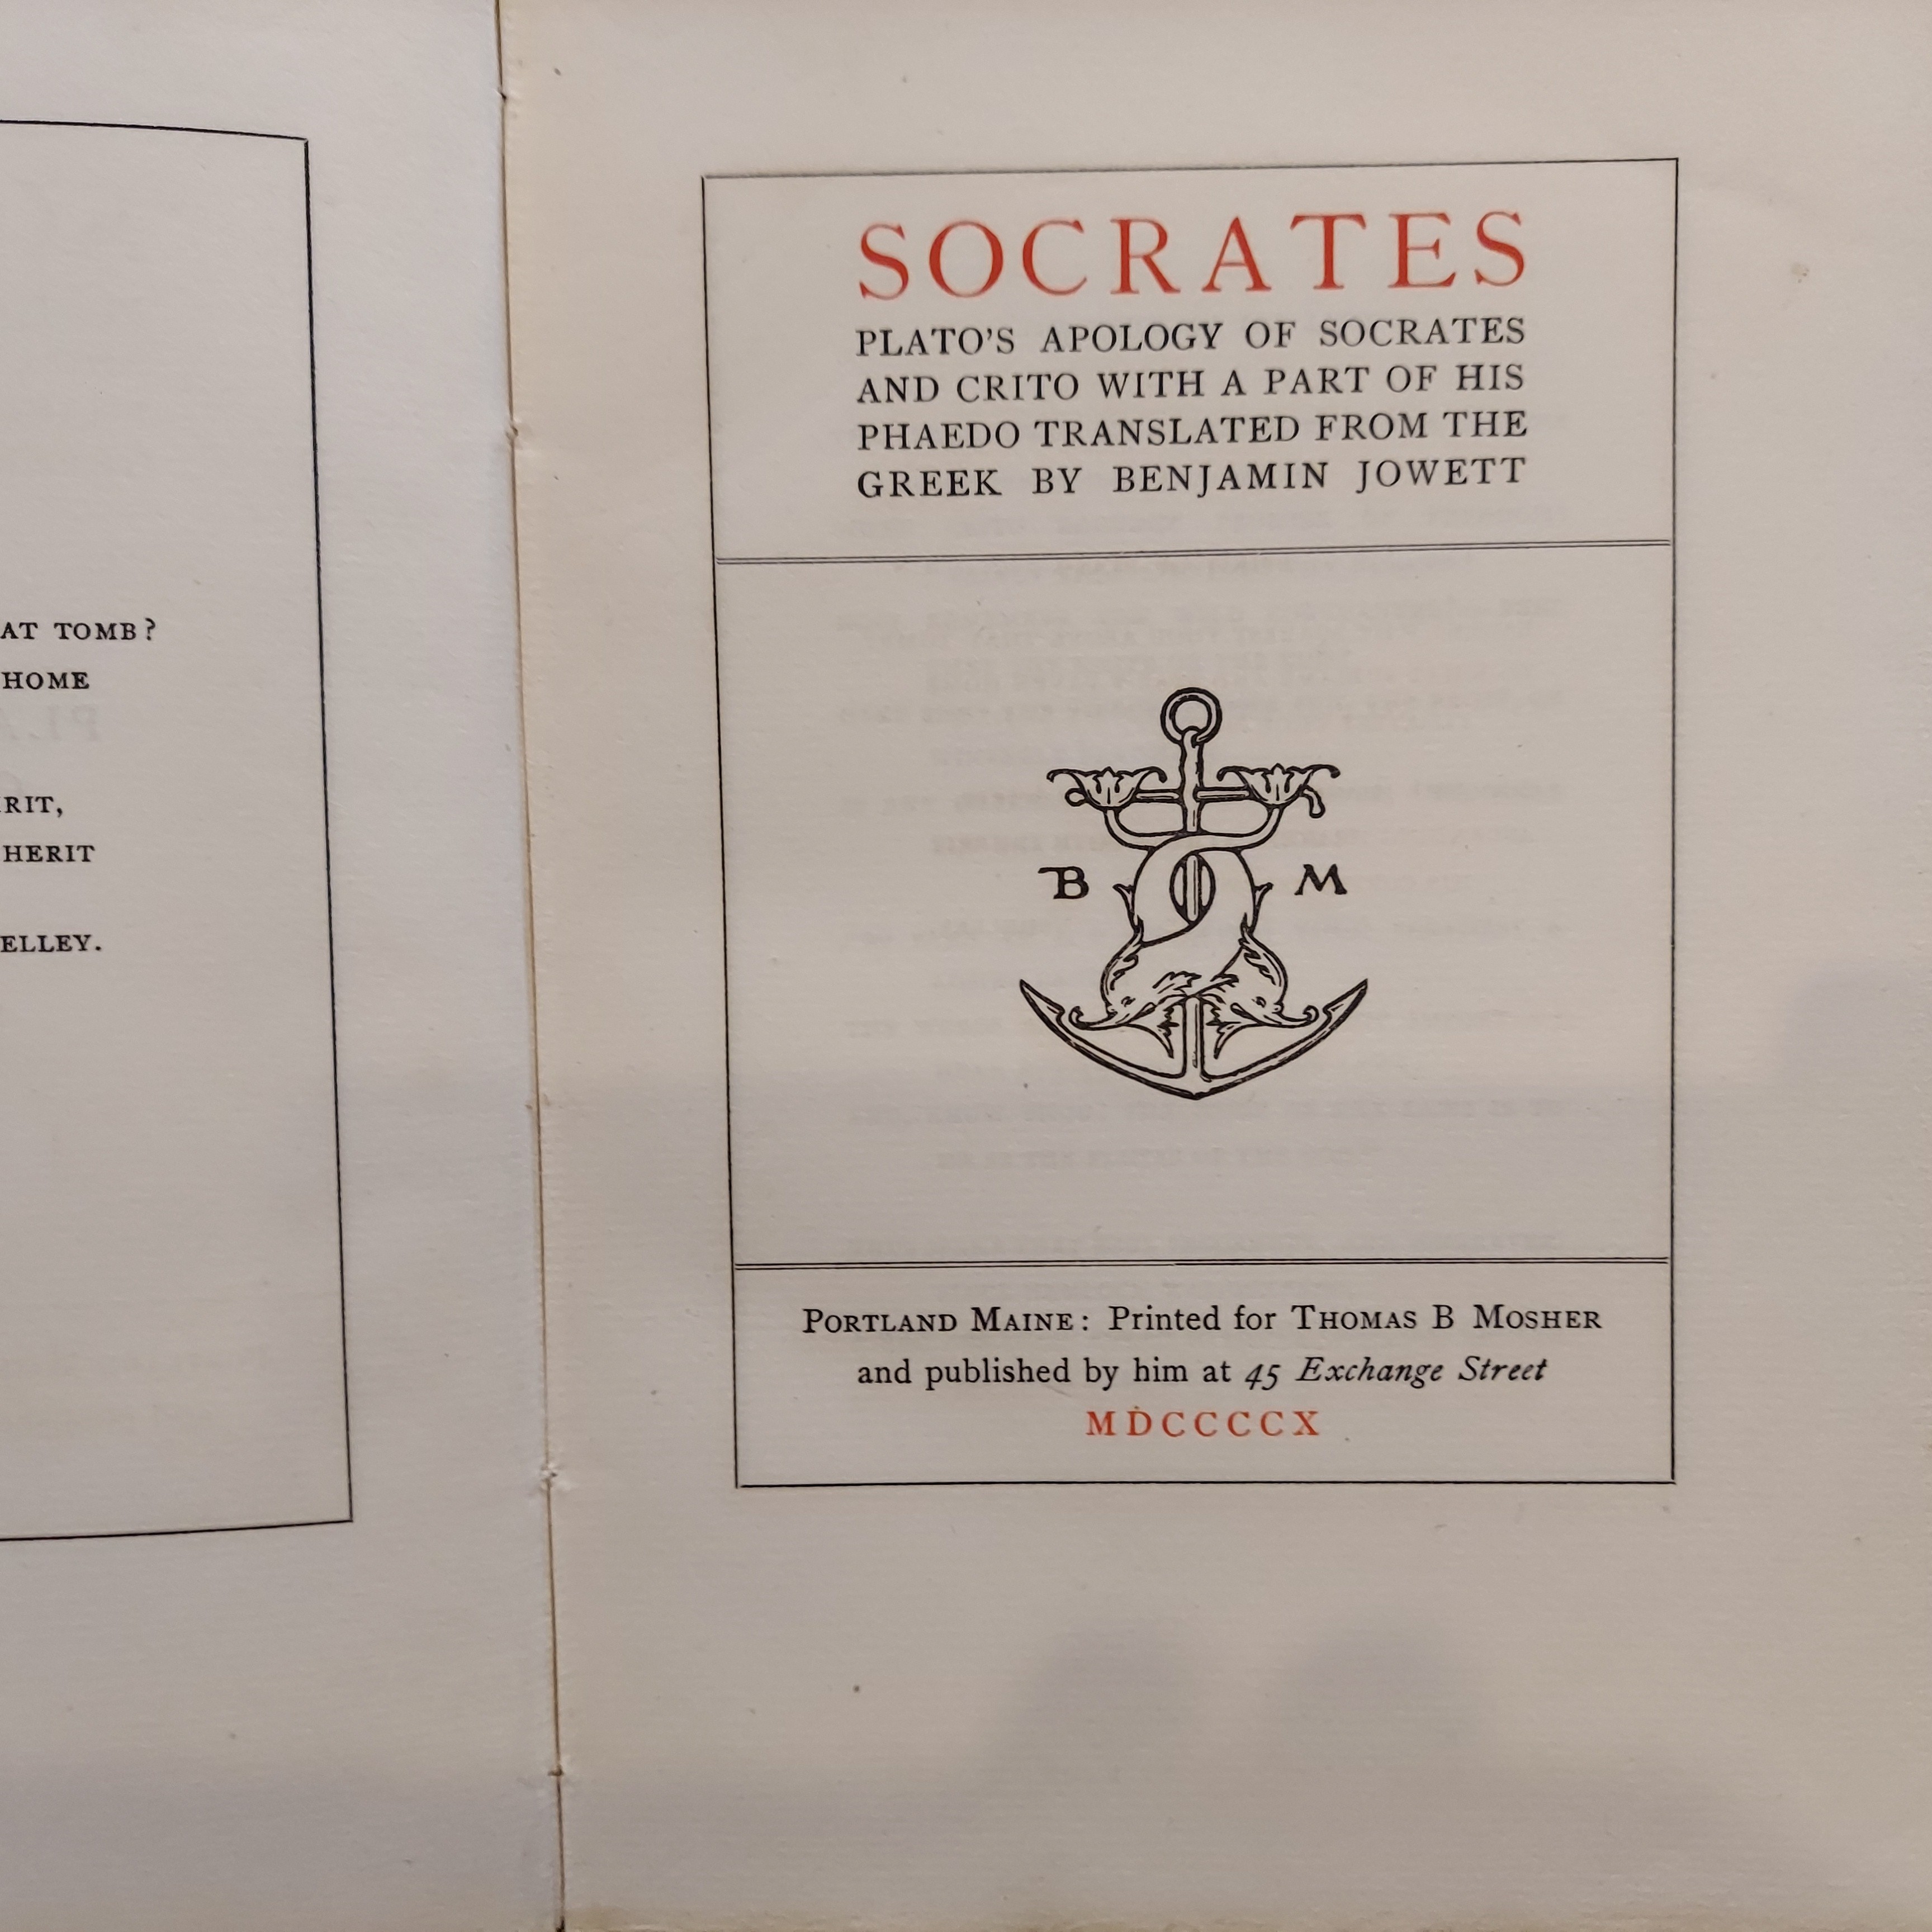 AT TOMB?
HOME
RIT,
HERIT
ELLEY.
SOCRATES
PLATO'S APOLOGY OF SOCRATES
AND CRITO WITH A PART OF HIS
PHAEDO TRANSLATED FROM THE
GREEK BY BENJAMIN JOWETT
B M
PORTLAND MAINE: Printed for THOMAS B MOSHER
and published by him at 45 Exchange Street
MDCCCCX